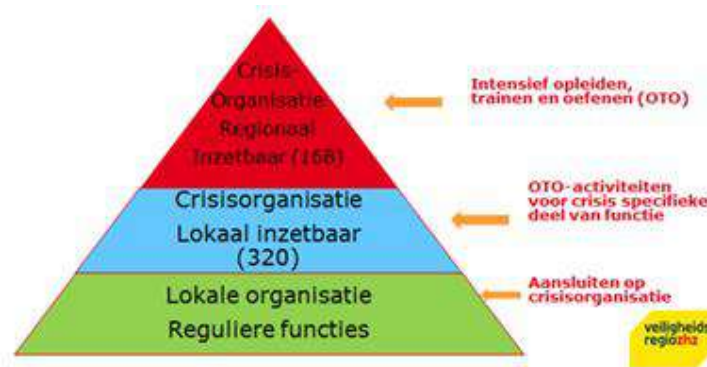 Crisis-
Organisatie
Regionaal
Inzetbaar (168)
Intensief opleiden,
trainen en oefenen (OTO)
Crisisorganisatie
Lokaal inzetbaar
(320)
OTO-activiteiten
voor crisis specifieke
deel van functie
Lokale organisatie
Reguliere functies
Aansluiten op
crisisorganisatie
veiligheids
regiozhz